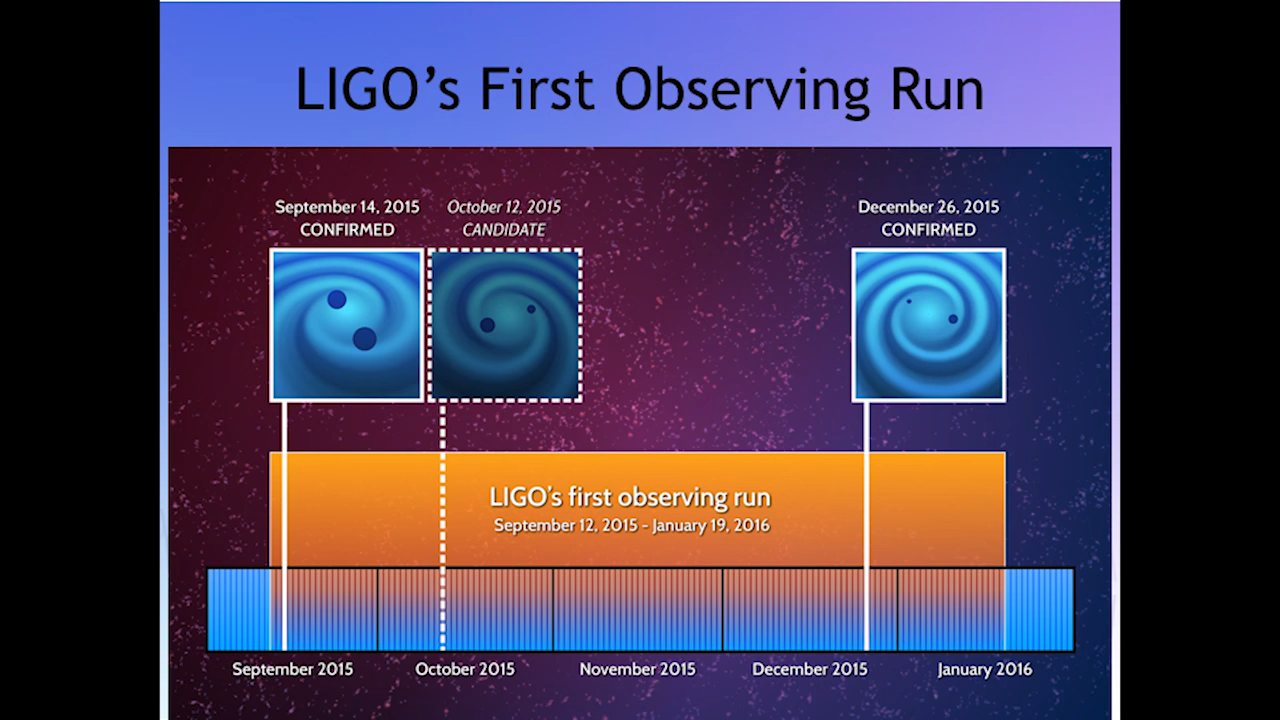 LIGO’s First Observing Run
September 14, 2015
CONFIRMED
October 12, 2015
CANDIDATE
December 26, 2015
CONFIRMED
LIGO’s first observing run
September 12, 2015 - January 19, 2016
September 2015
October 2015
November 2015
December 2015
January 2016